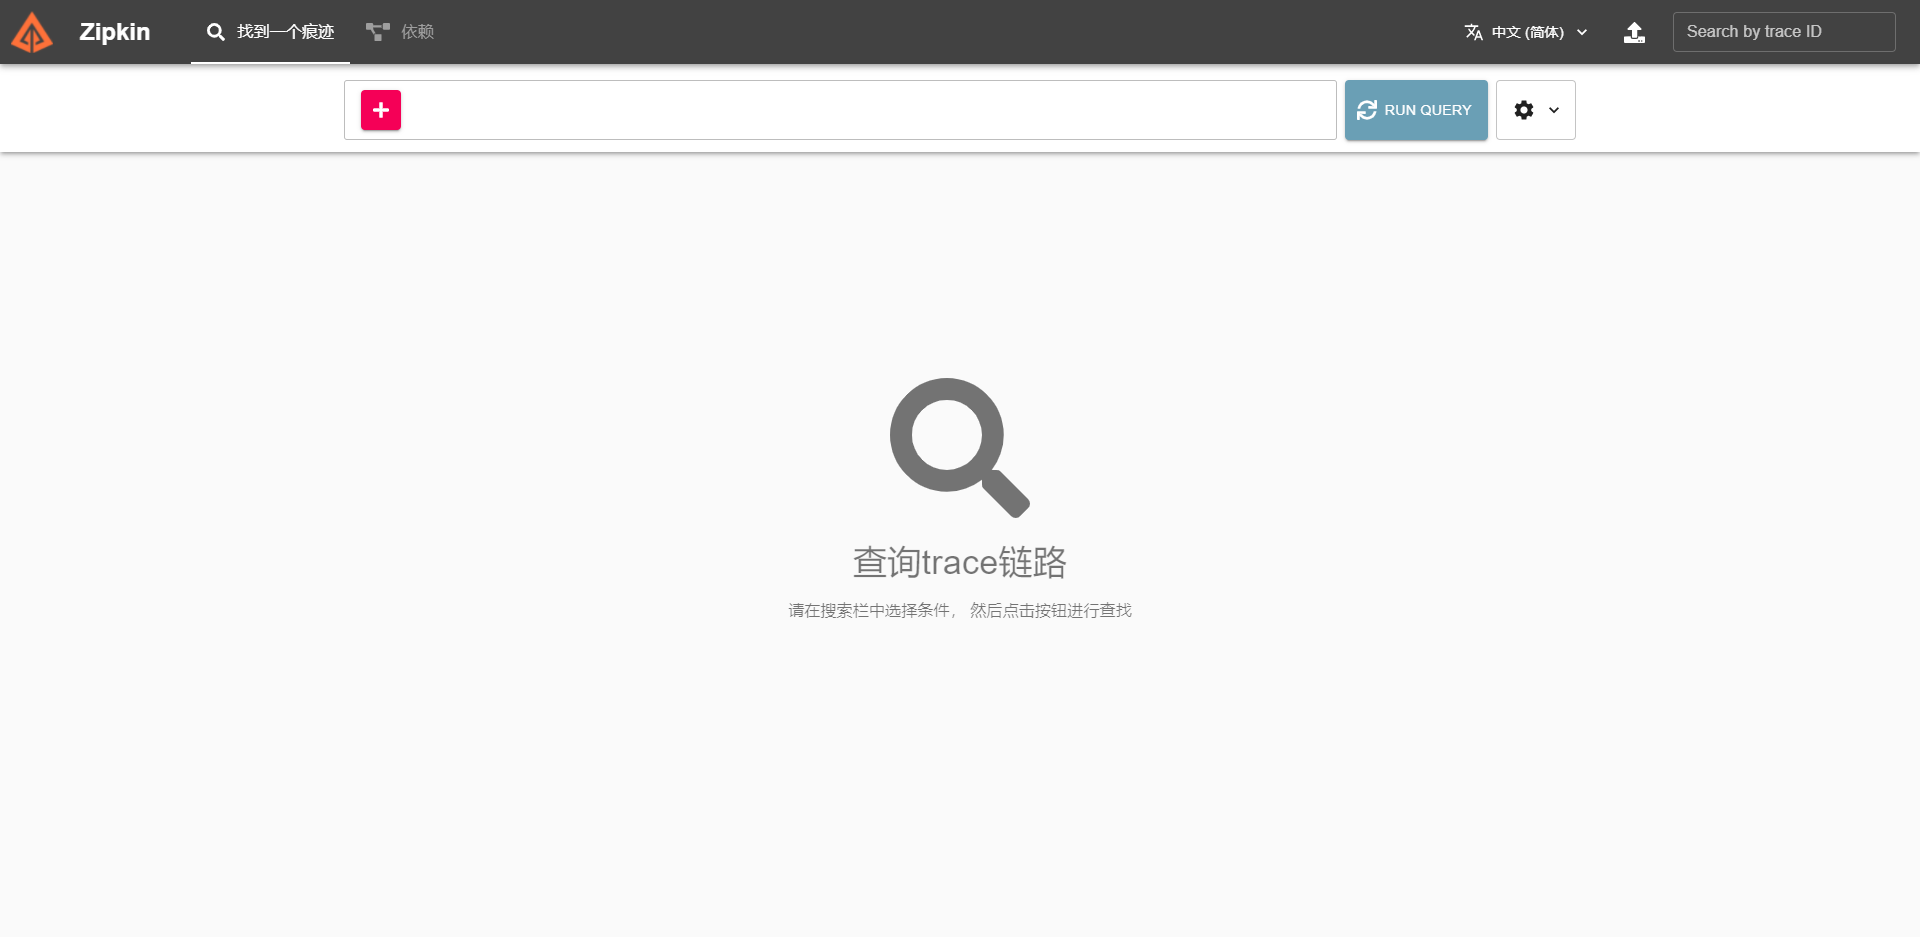 Zipkin
找到一个痕迹
依赖
中文 (简体)
Search by trace ID
RUN QUERY
查询trace链路
请在搜索栏中选择条件， 然后点击按钮进行查找